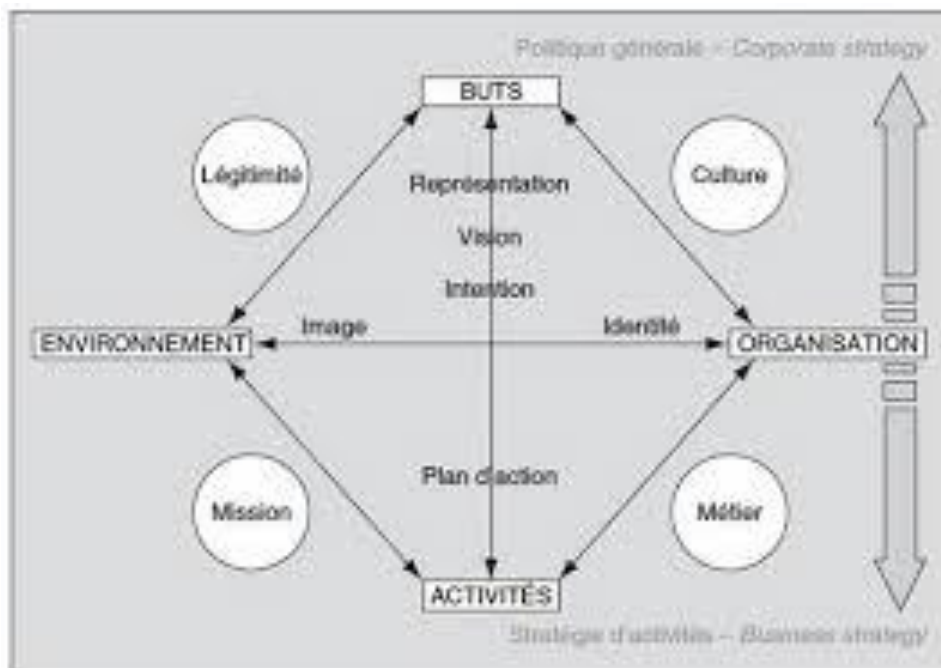 Politique générale – Corporate strategy
BUTS
Légitimité
Culture
Représentation
Vision
Intention
Image
Identité
ENVIRONNEMENT
ORGANISATION
Plan d'action
Mission
Métier
ACTIVITÉS
Stratégie d'activités – Business strategy